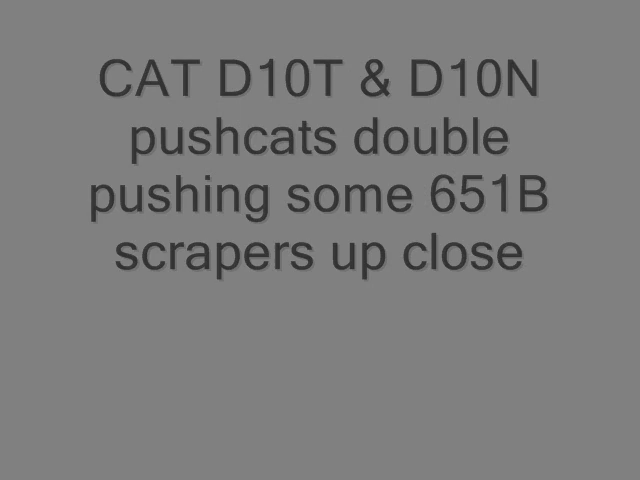 CAT D10T & D10N
pushcats double
pushing some 651B
scrapers up close